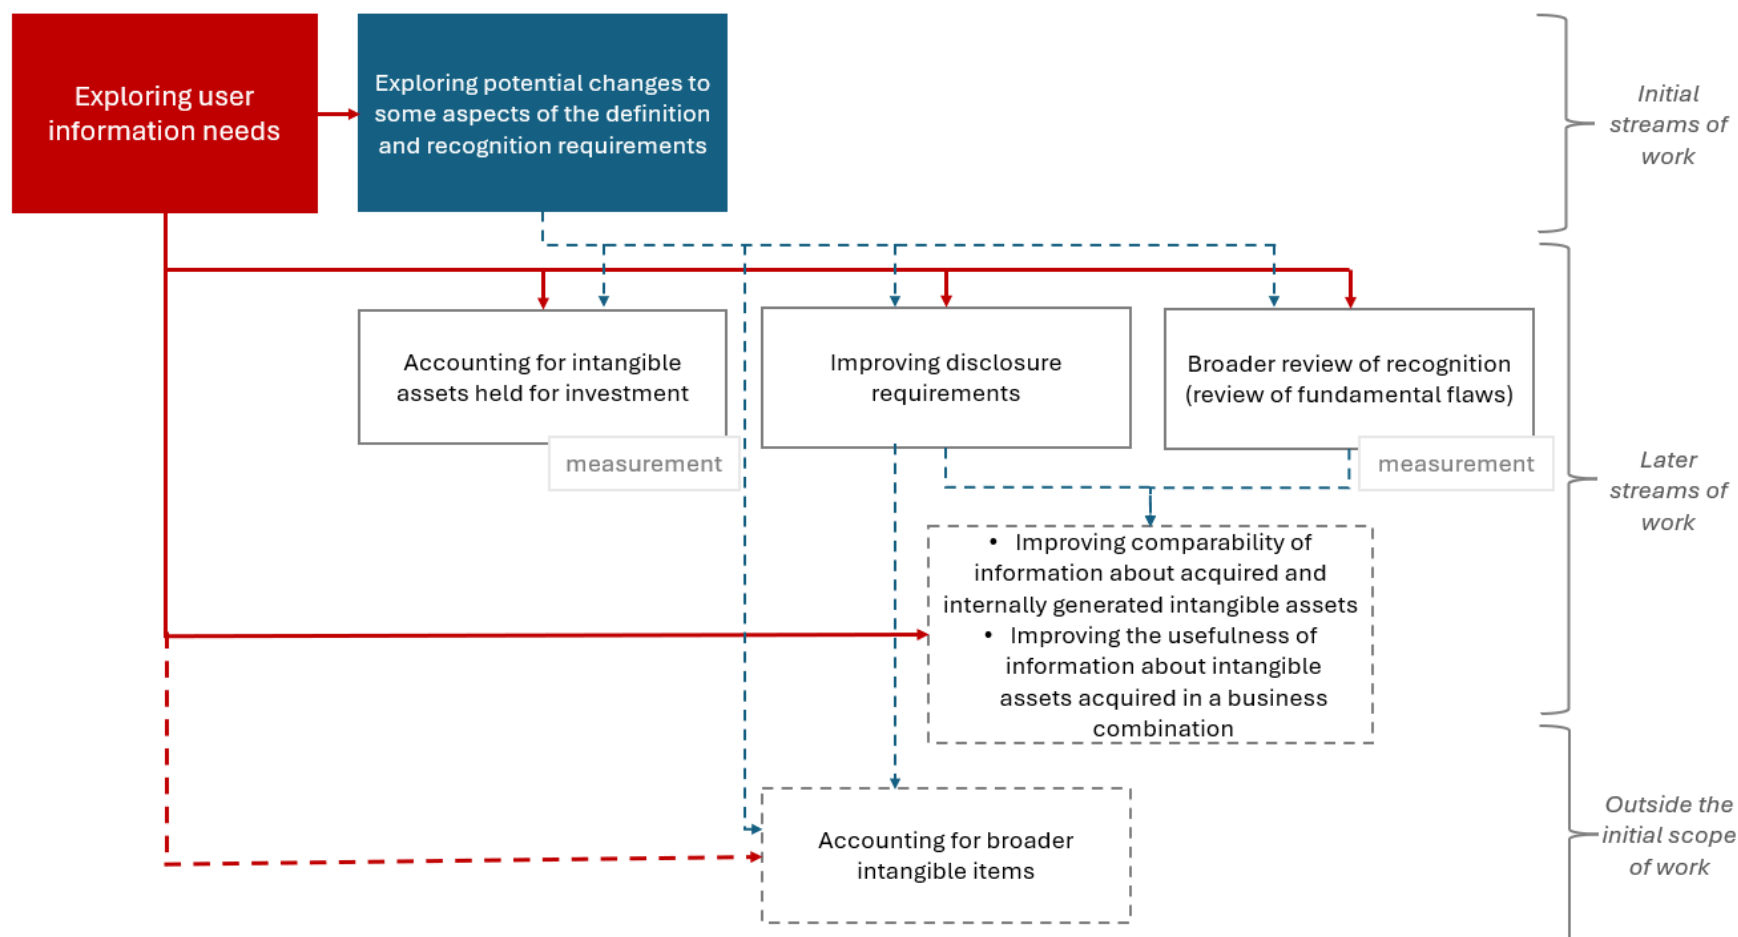 Exploring user
information needs
Exploring potential changes to
some aspects of the definition
and recognition requirements
Initial
streams of
work
Accounting for intangible
assets held for investment
measurement
Improving disclosure
requirements
Broader review of recognition
(review of fundamental flaws)
measurement
Later
streams of
work
• Improving comparability of
information about acquired and
internally generated intangible assets
• Improving the usefulness of
information about intangible
assets acquired in a business
combination
Accounting for broader
intangible items
Outside the
initial scope
of work